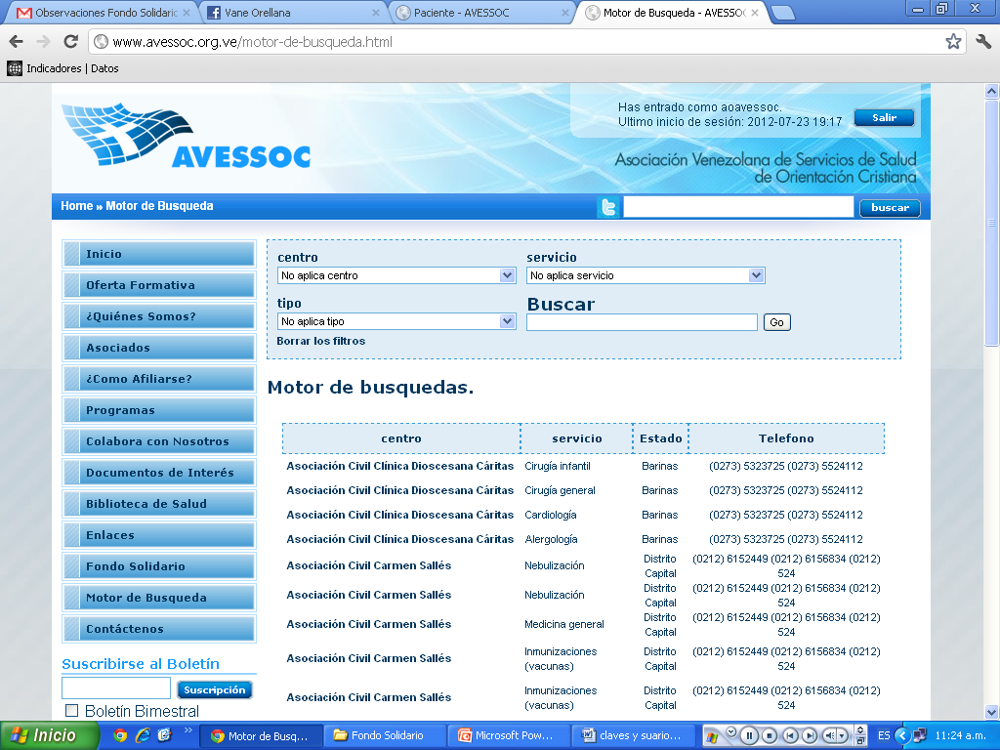 Observaciones Fondo Solidario
Vane Orellana
Paciente - AVESSOC
Motor de Busqueda - AVESSOC
www.avessoc.org.ve/motor-de-busqueda.html
Indicadores | Datos
AVESSOC
Has entrado como aoavessoc.
Ultimo inicio de sesión: 2012-07-23 19:17
Salir
Asociación Venezolana de Servicios de Salud
de Orientación Cristiana
Home » Motor de Busqueda
buscar
Inicio
Oferta Formativa
¿Quiénes Somos?
Asociados
¿Como Afiliarse?
Programas
Colabora con Nosotros
Documentos de Interés
Biblioteca de Salud
Enlaces
Fondo Solidario
Motor de Busqueda
Contáctenos
Suscribirse al Boletín
Suscripción
Boletín Bimestral
centro
No aplica centro
servicio
No aplica servicio
tipo
No aplica tipo
Buscar
Go
Borrar los filtros
Motor de busquedas.
centro servicio Estado Telefono
Asociación Civil Clínica Dioscesana Cáritas Cirugía infantil Barinas (0273) 5323725 (0273) 5524112
Asociación Civil Clínica Dioscesana Cáritas Cirugía general Barinas (0273) 5323725 (0273) 5524112
Asociación Civil Clínica Dioscesana Cáritas Cardiología Barinas (0273) 5323725 (0273) 5524112
Asociación Civil Clínica Dioscesana Cáritas Alergología Barinas (0273) 5323725 (0273) 5524112
Asociación Civil Carmen Sallés Nebulización Distrito Capital (0212) 6152449 (0212) 6156834 (0212) 524
Asociación Civil Carmen Sallés Nebulización Distrito Capital (0212) 6152449 (0212) 6156834 (0212) 524
Asociación Civil Carmen Sallés Medicina general Distrito Capital (0212) 6152449 (0212) 6156834 (0212) 524
Asociación Civil Carmen Sallés Inmunizaciones (vacunas) Distrito Capital (0212) 6152449 (0212) 6156834 (0212) 524
Asociación Civil Carmen Sallés Inmunizaciones (vacunas) Distrito Capital (0212) 6152449 (0212) 6156834 (0212) 524
Inicio
Motor de Busq...
Fondo Solidario
Microsoft Pow...
claves y suario...
ES
11:24 a.m.